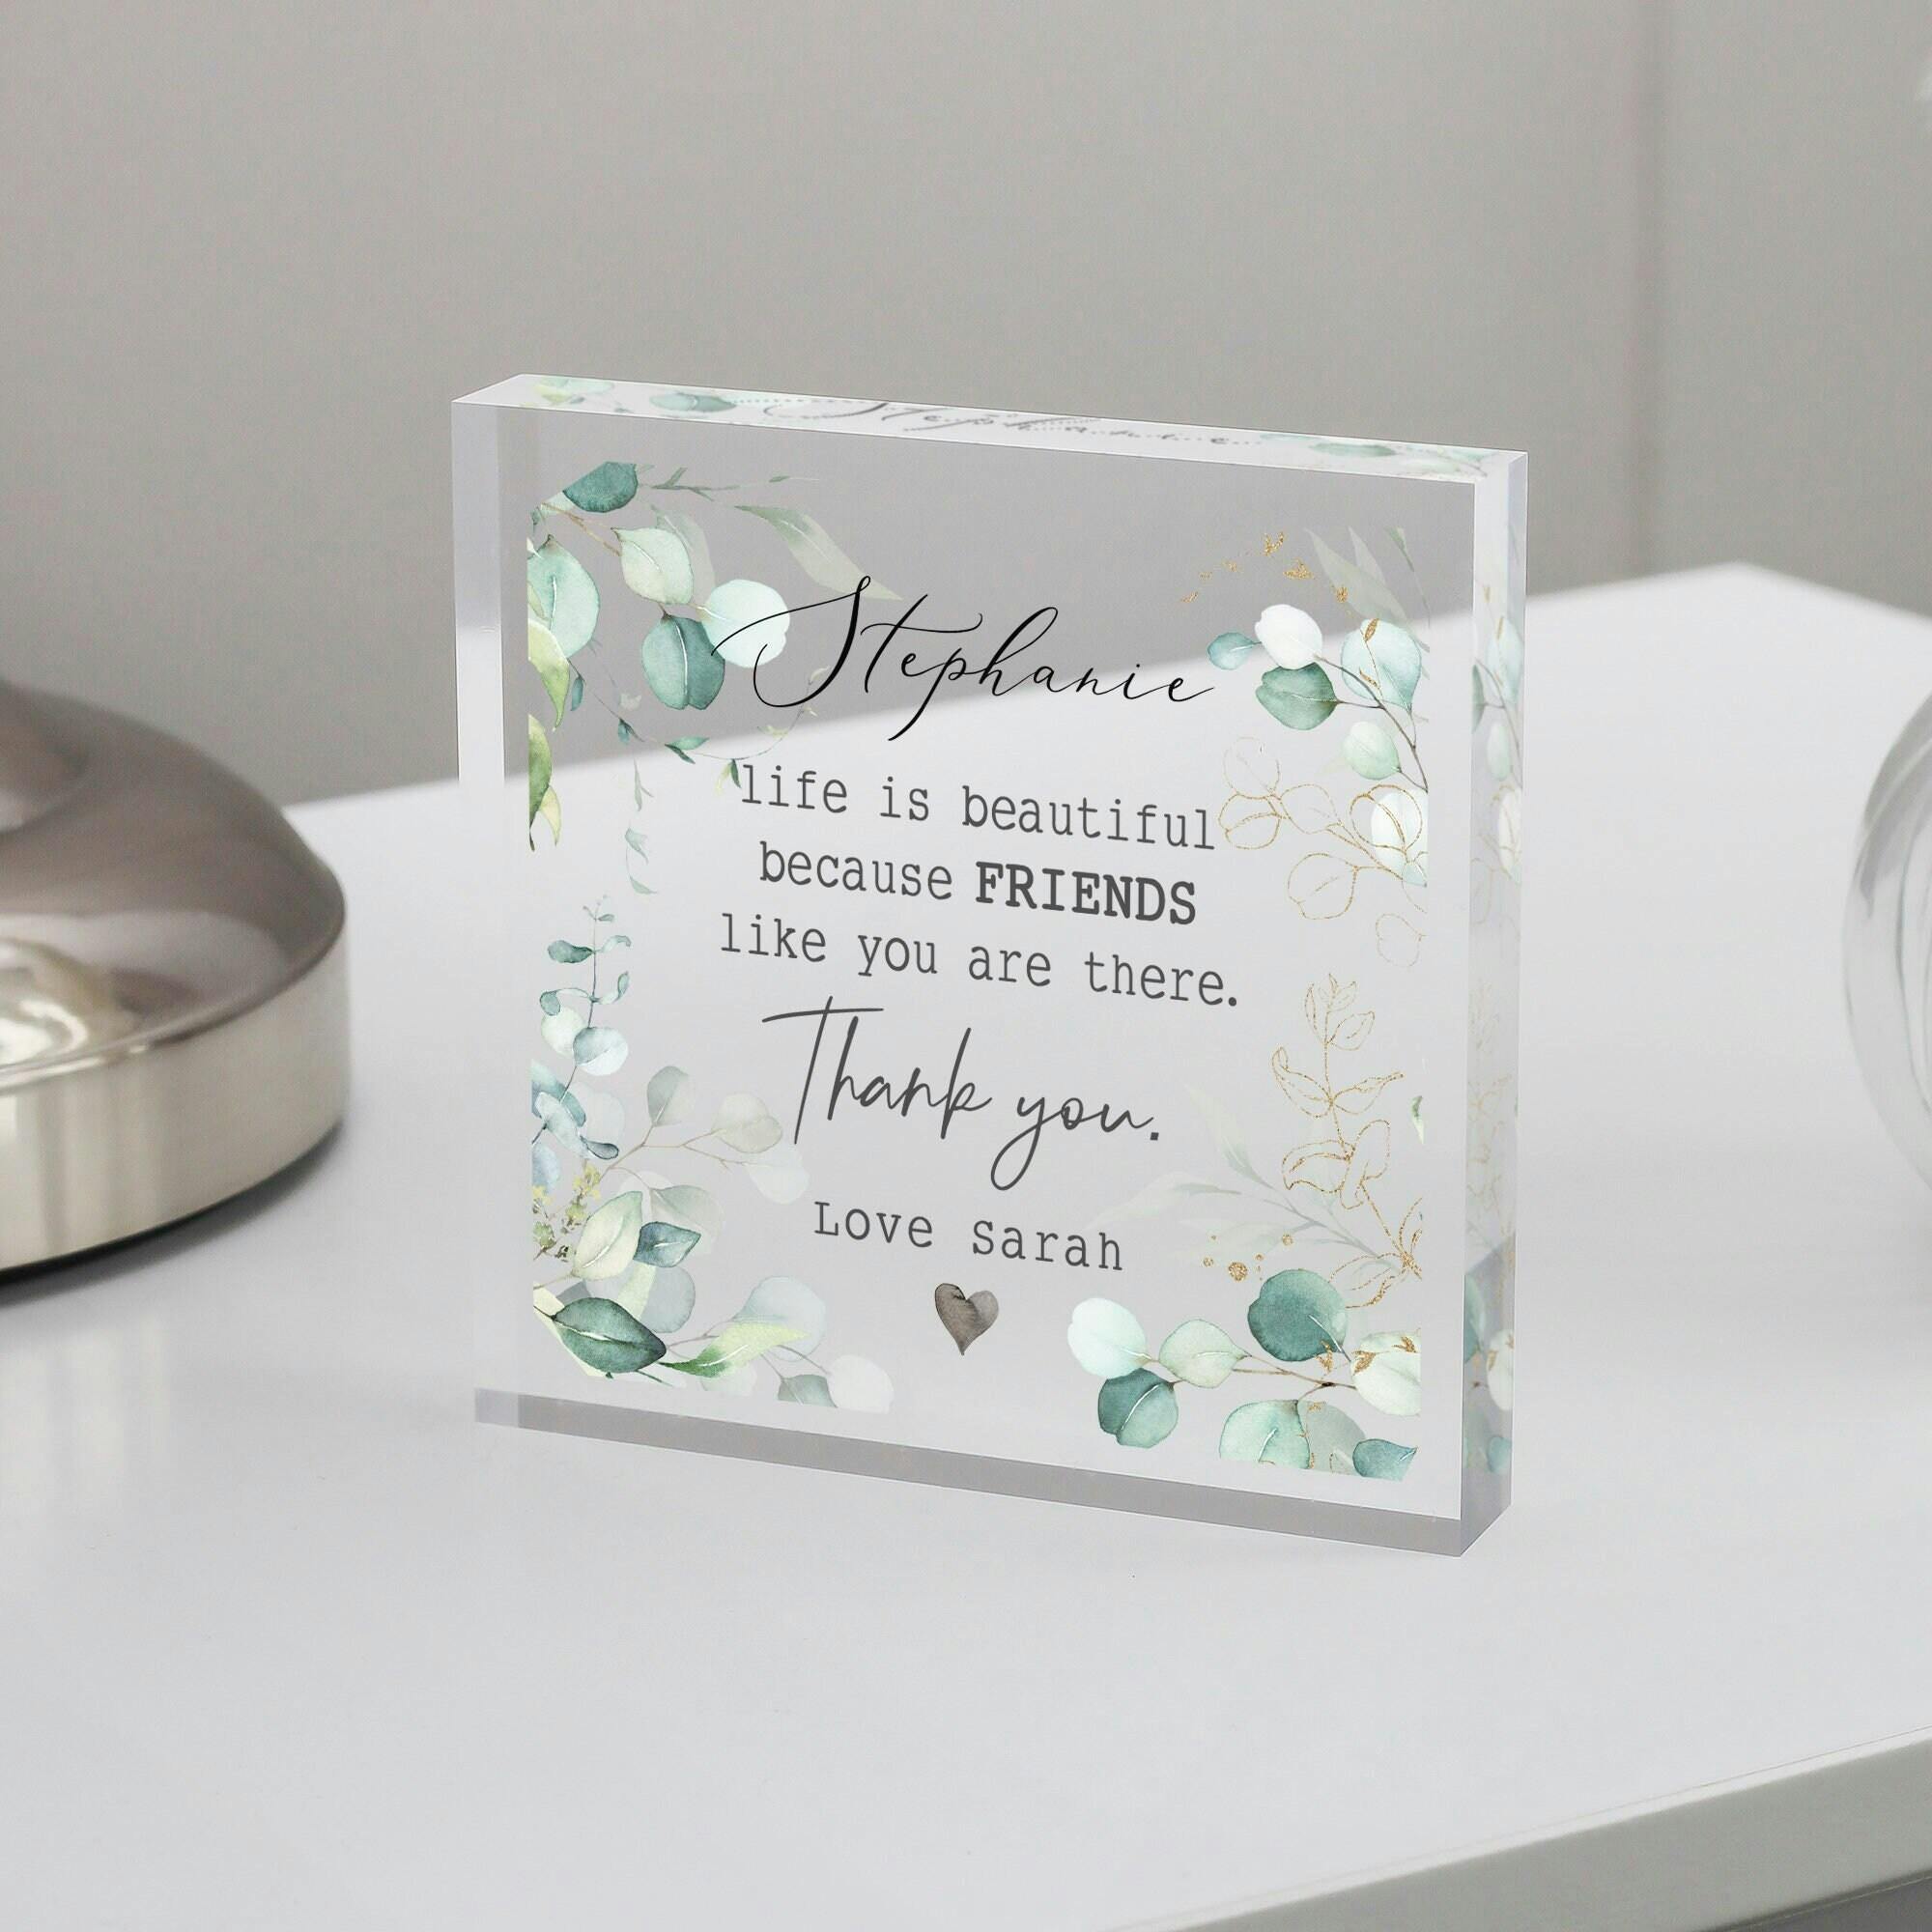 Stephanie
life is beautiful
because FRIENDS
like you are there.
Thank you.
Love Sarah